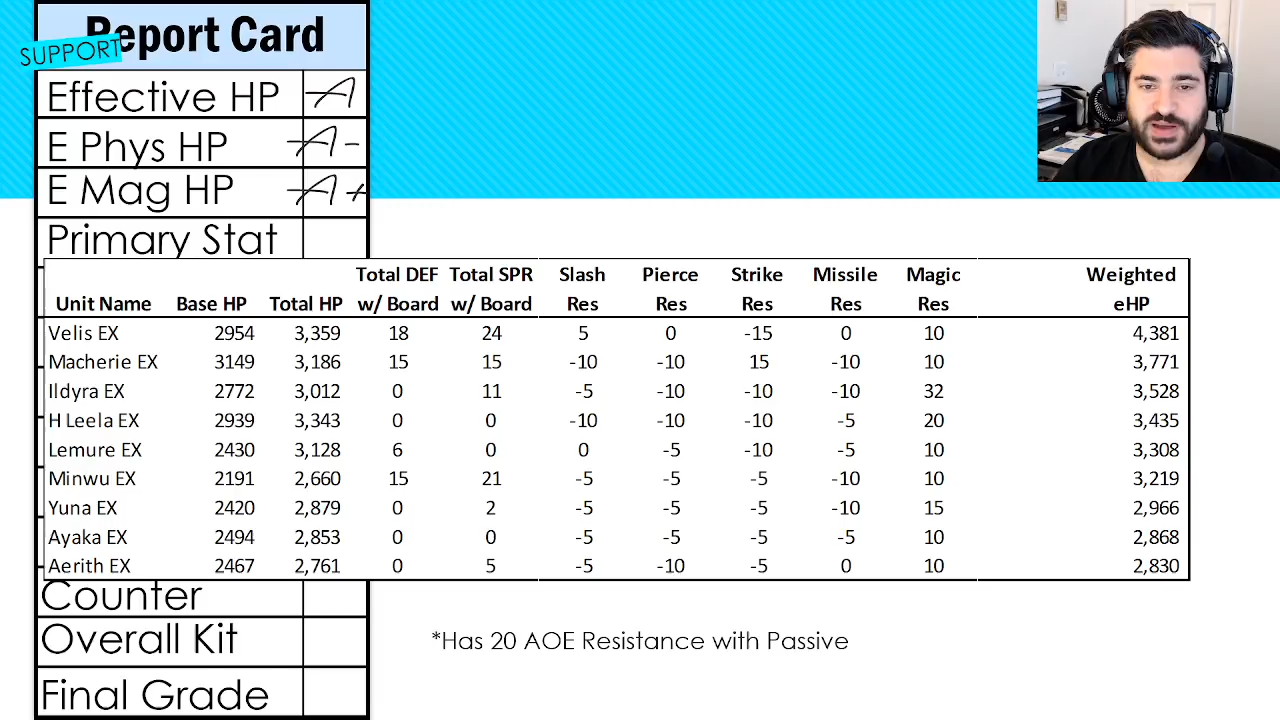 Report Card
SUPPORT
Effective HP A
E Phys HP A-
E Mag HP A+
Primary Stat
Total DEF Total SPR Slash Pierce Strike Missile Magic Weighted
Unit Name Base HP Total HP w/ Board w/ Board Res Res Res Res Res eHP
Velis EX 2954 3,359 18 24 5 0 -15 0 10 4,381
Macherie EX 3149 3,186 15 15 -10 -10 15 -10 10 3,771
Ildyra EX 2772 3,012 0 11 -5 -10 -10 -10 32 3,528
H Leela EX 2939 3,343 0 0 -10 -10 -10 -5 20 3,435
Lemure EX 2430 3,128 6 0 0 -5 -10 -5 10 3,308
Minwu EX 2191 2,660 15 21 -5 -5 -5 -10 10 3,219
Yuna EX 2420 2,879 0 2 -5 -5 -5 -10 15 2,966
Ayaka EX 2494 2,853 0 0 -5 -5 -5 -5 10 2,868
Aerith EX 2467 2,761 0 5 -5 -10 -5 0 10 2,830
Counter
Overall Kit
*Has 20 AOE Resistance with Passive
Final Grade